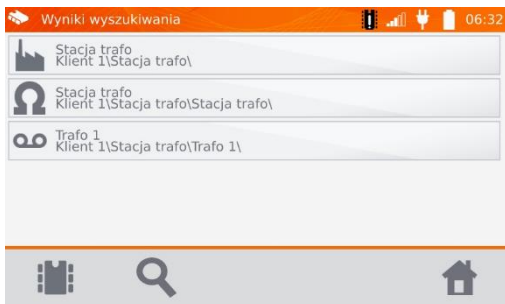 Wyniki wyszukiwania
06:32
Stacja trafo
Klient 1\Stacja trafo\
Stacja trafo
Klient 1\Stacja trafo\Stacja trafo\
Trafo 1
Klient 1\Stacja trafo\Trafo 1\